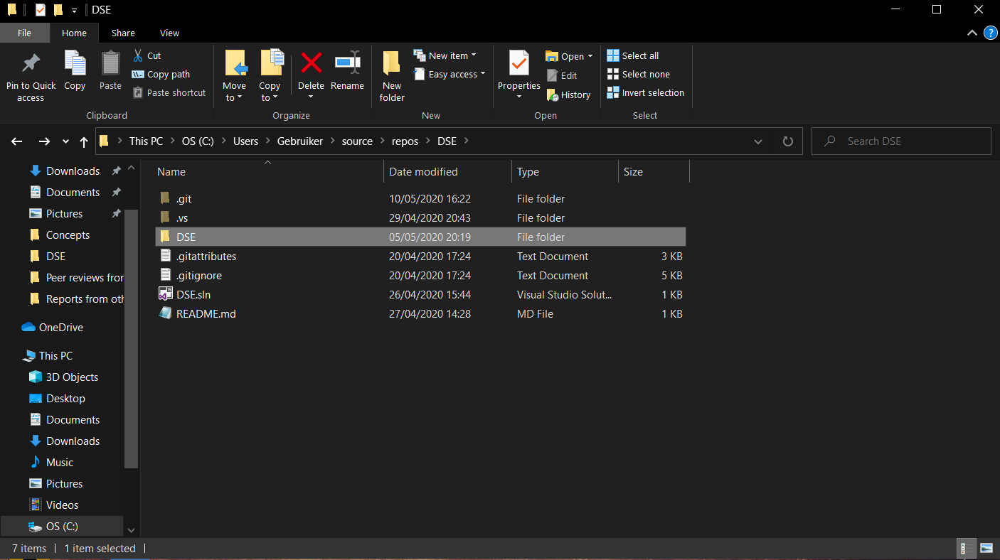 DSE
File Home Share View
Pin to Quick access
Copy
Paste
Cut
Copy path
Paste shortcut
Clipboard
Move to
Copy to
Delete
Rename
Organize
New folder
New item
Easy access
New
Properties
Open
Edit
History
Open
Select all
Select none
Invert selection
Select
This PC > OS (C:) > Users > Gebruiker > source > repos > DSE >
Search DSE
Downloads
Documents
Pictures
Concepts
DSE
Peer reviews fror
Reports from oth
OneDrive
This PC
3D Objects
Desktop
Documents
Downloads
Music
Pictures
Videos
OS (C:)
Name Date modified Type Size
.git 10/05/2020 16:22 File folder
.vs 29/04/2020 20:43 File folder
DSE 05/05/2020 20:19 File folder
.gitattributes 20/04/2020 17:24 Text Document 3 KB
.gitignore 20/04/2020 17:24 Text Document 5 KB
DSE.sln 26/04/2020 15:44 Visual Studio Solut... 1 KB
README.md 27/04/2020 14:28 MD File 1 KB
7 items | 1 item selected |